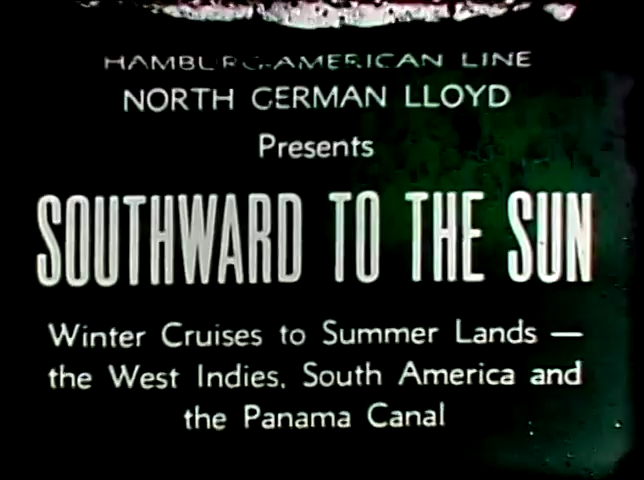 HAMBURG-AMERICAN LINE
NORTH GERMAN LLOYD
Presents
SOUTHWARD TO THE SUN
Winter Cruises to Summer Lands —
the West Indies, South America and
the Panama Canal